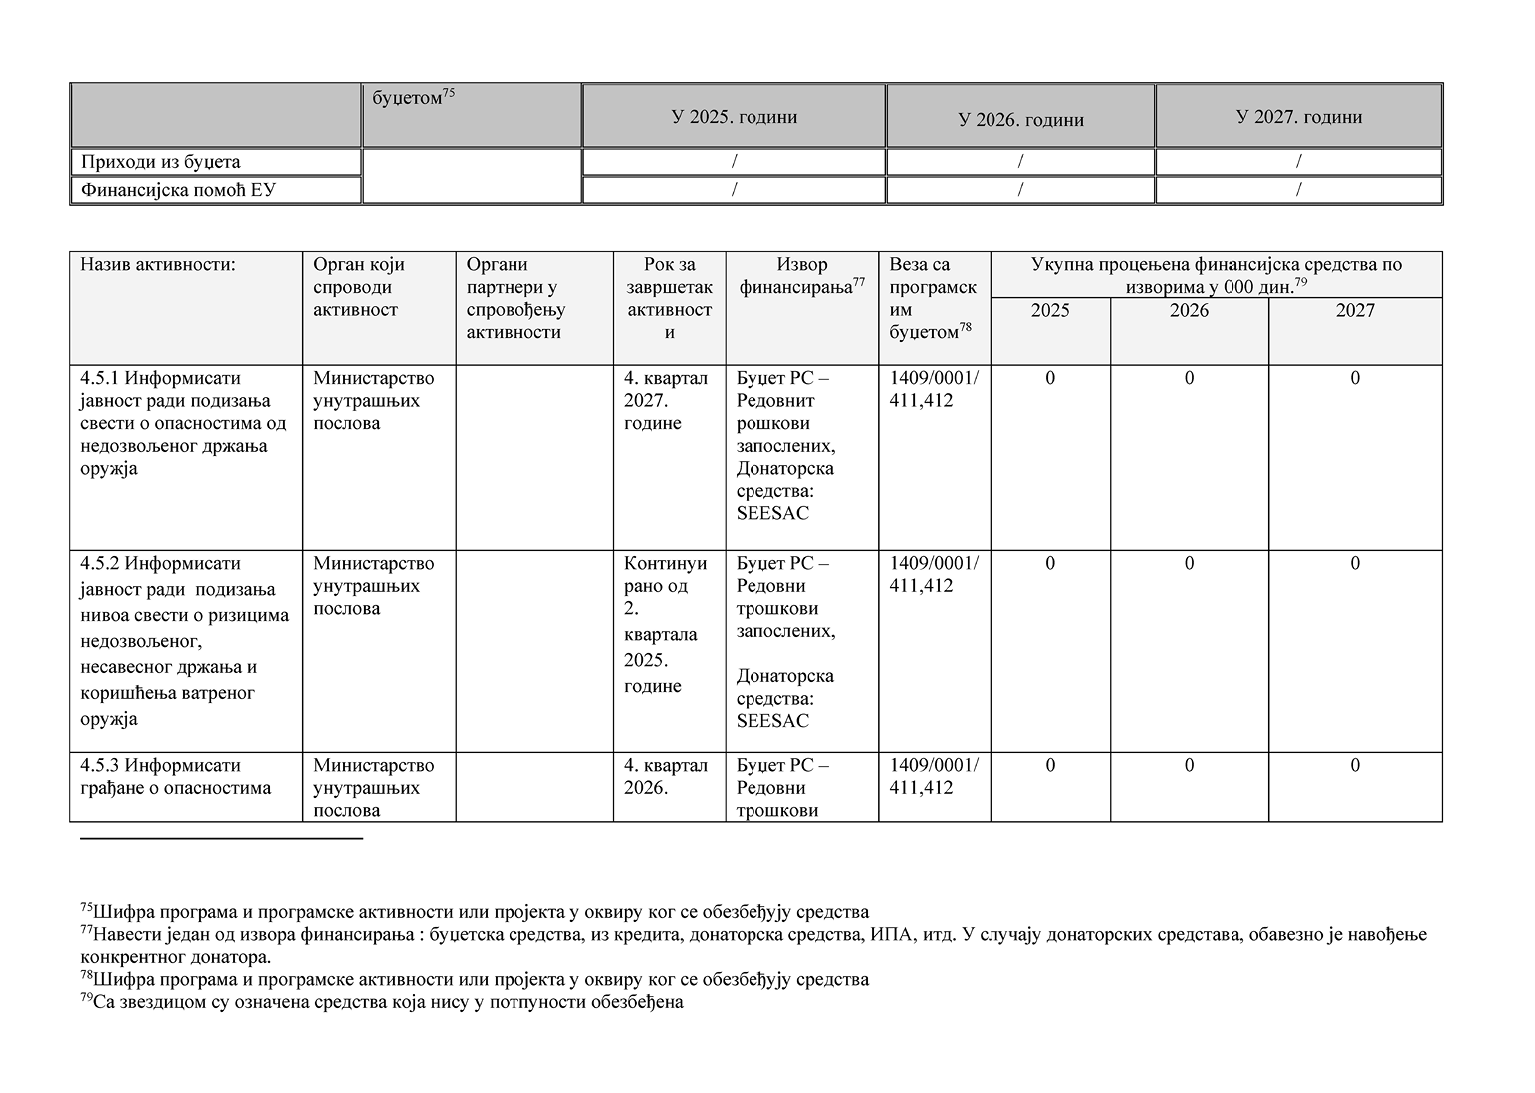 буџетом⁷⁵
У 2025. години
У 2026. години
У 2027. години
Приходи из буџета
/
/
/
Финансијска помоћ ЕУ
/
/
/
Назив активности:
Орган који
спроводи
активност
Органи
партнери у
спровођењу
активности
Рок за
завршетак
активност
и
Извор
финансирања⁷⁷
Веза са
програмск
им
буџетом⁷⁸
Укупна процењена финансијска средства по
изворима у 000 дин.⁷⁹
2025
2026
2027
4.5.1 Информисати
јавност ради подизања
свести о опасностима од
недозвољеног држања
оружја
Министарство
унутрашњих
послова
4. квартал
2027.
године
Буџет РС –
Редовнит
рошкови
запослених,
Донаторска
средства:
SEESAC
1409/0001/
411,412
0
0
0
4.5.2 Информисати
јавност ради  подизања
нивоа свести о ризицима
недозвољеног,
несавесног држања и
коришћења ватреног
оружја
Министарство
унутрашњих
послова
Континуи
рано од
2.
квартала
2025.
године
Буџет РС –
Редовни
трошкови
запослених,
Донаторска
средства:
SEESAC
1409/0001/
411,412
0
0
0
4.5.3 Информисати
грађане о опасностима
Министарство
унутрашњих
послова
4. квартал
2026.
Буџет РС –
Редовни
трошкови
1409/0001/
411,412
0
0
0
⁷⁵Шифра програма и програмске активности или пројекта у оквиру ког се обезбеђују средства
⁷⁷Навести један од извора финансирања : буџетска средства, из кредита, донаторска средства, ИПА, итд. У случају донаторских средстава, обавезно је навођење
конкретног донатора.
⁷⁸Шифра програма и програмске активности или пројекта у оквиру ког се обезбеђују средства
⁷⁹Са звездицом су означена средства која нису у потпуности обезбеђена